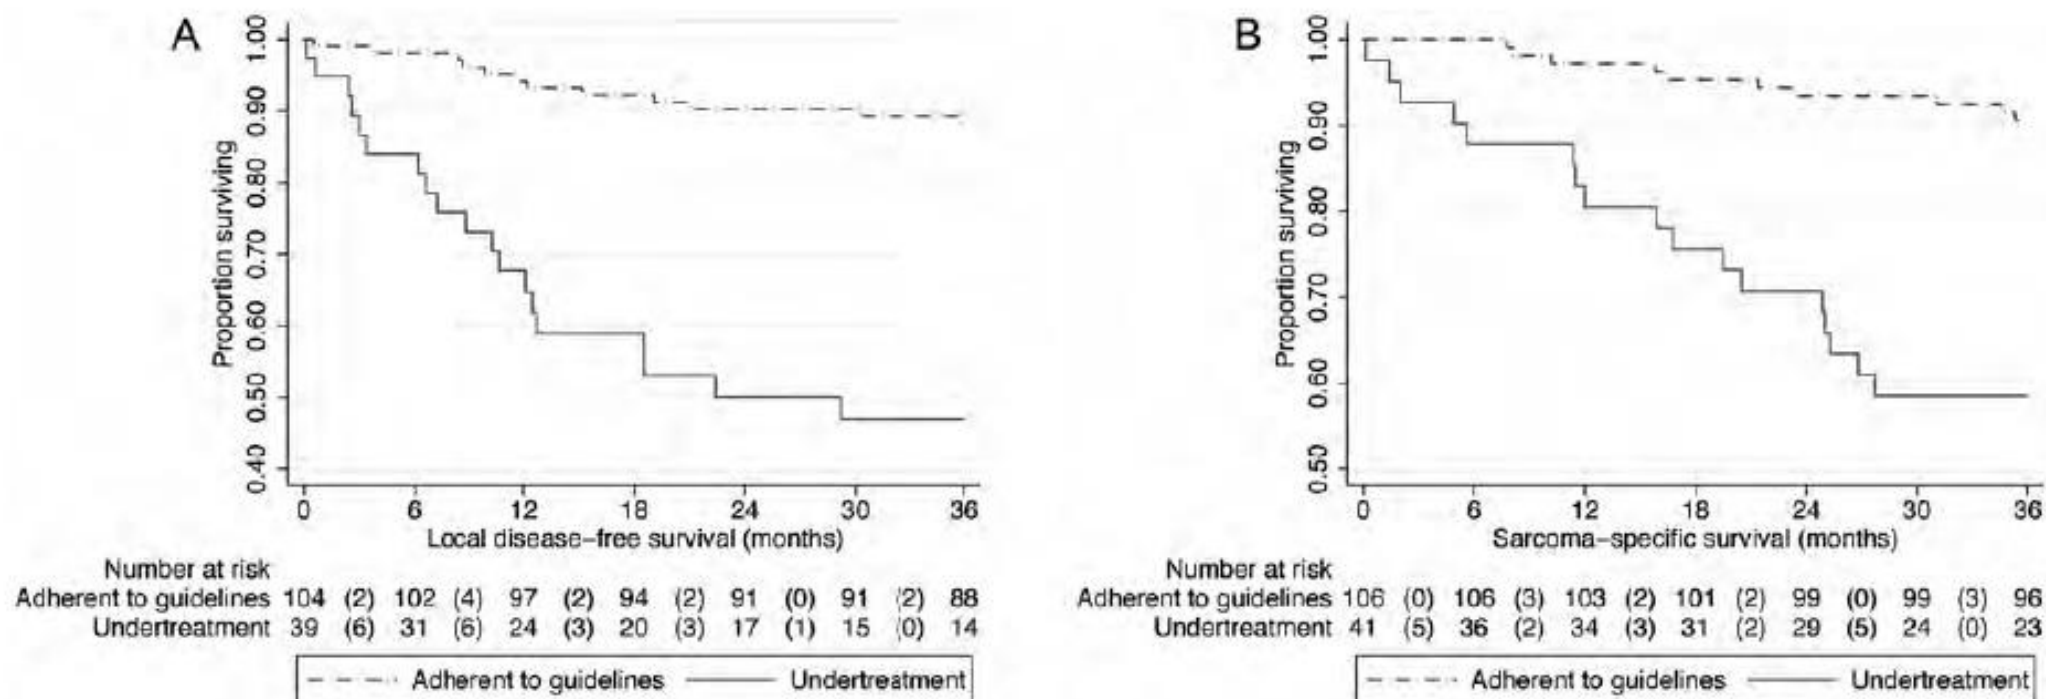 A
Proportion surviving
1.00
0.90
0.80
0.70
0.60
0.50
0.40
0 6 12 18 24 30 36
Local disease–free survival (months)
Number at risk
Adherent to guidelines 104 (2) 102 (4) 97 (2) 94 (2) 91 (0) 91 (2) 88
Undertreatment 39 (6) 31 (6) 24 (3) 20 (3) 17 (1) 15 (0) 14
Adherent to guidelines Undertreatment
B
Proportion surviving
1.00
0.90
0.80
0.70
0.60
0.50
0 6 12 18 24 30 36
Sarcoma–specific survival (months)
Number at risk
Adherent to guidelines 106 (0) 106 (3) 103 (2) 101 (2) 99 (0) 99 (3) 96
Undertreatment 41 (5) 36 (2) 34 (3) 31 (2) 29 (5) 24 (0) 23
Adherent to guidelines Undertreatment